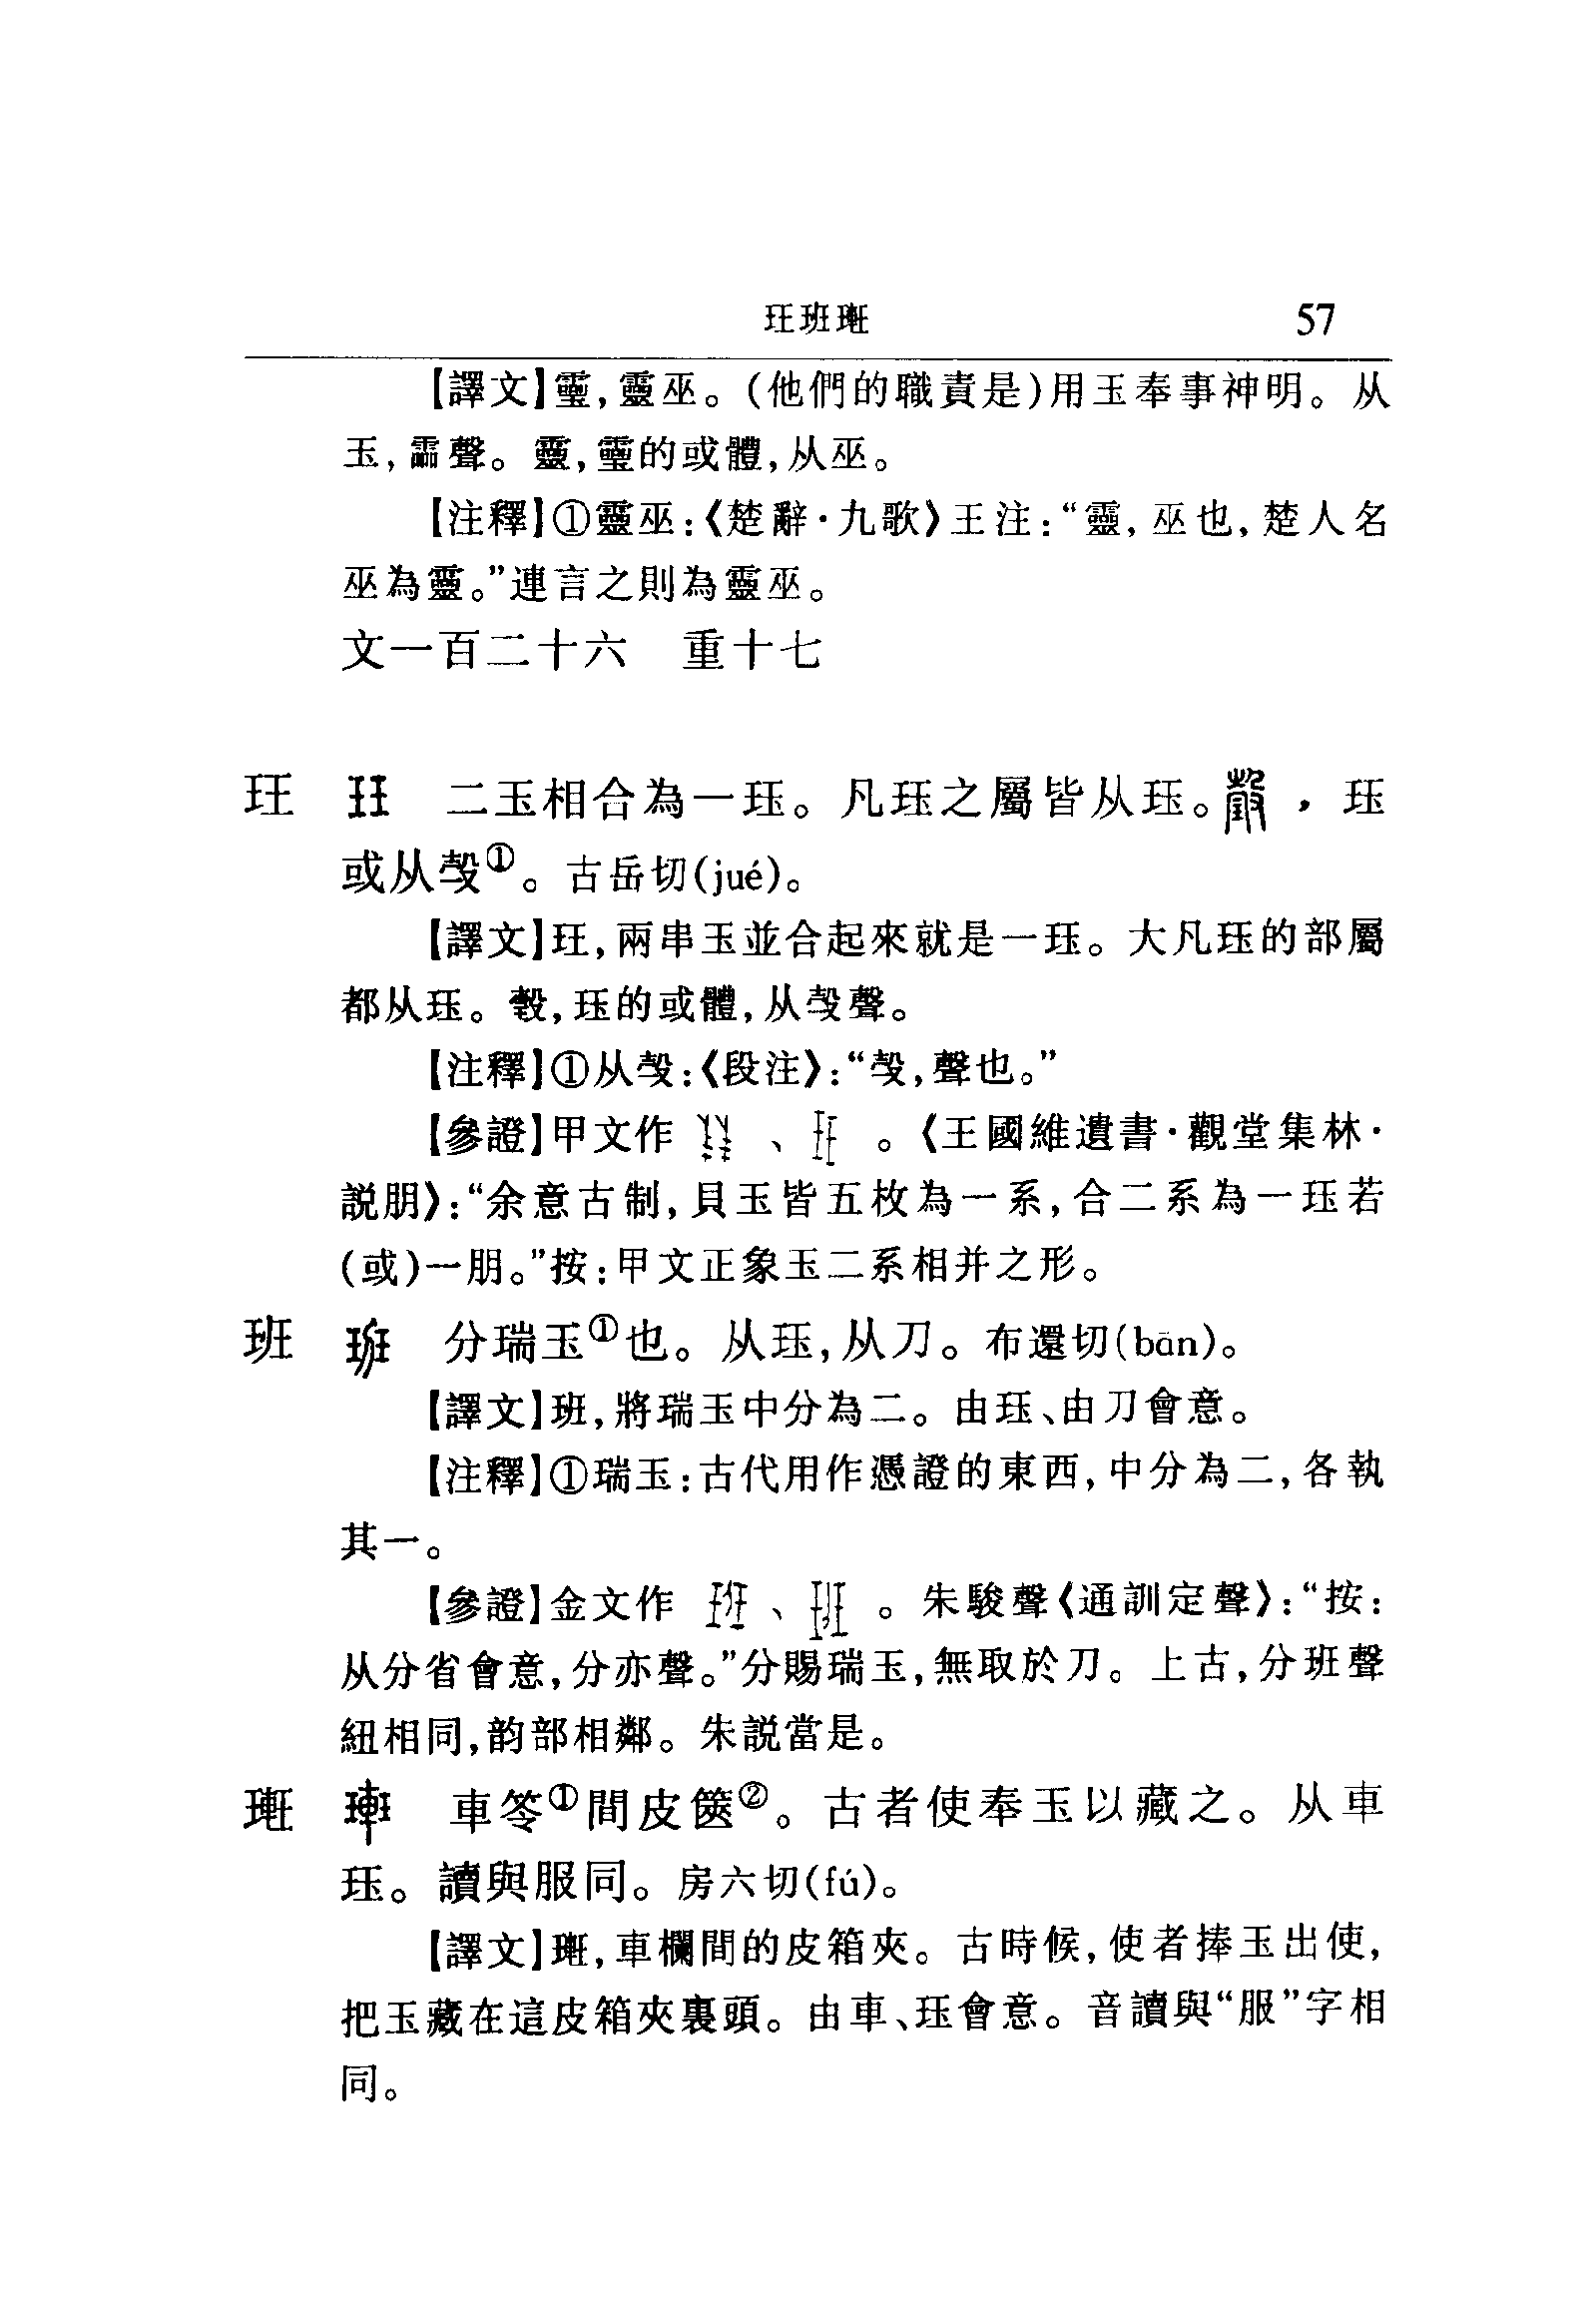 玨班𤦲 57
【譯文】𤫊,靈巫。(他們的職責是)用玉奉事神明。从
玉,霝聲。靈,𤫊的或體,从巫。
【注釋】①靈巫:《楚辭·九歌》王注:“靈,巫也,楚人名
巫為靈。”連言之則為靈巫。
文一百二十六 重十七
玨 二玉相合為一玨。凡玨之屬皆从玨。,玨
或从㱿①。古岳切(jué)。
【譯文】玨,兩串玉並合起來就是一玨。大凡玨的部屬
都从玨。瑴,玨的或體,从㱿聲。
【注釋】①从㱿:《段注》:“㱿,聲也。”
【參證】甲文作 、 。《王國維遺書·觀堂集林·
説朋》:“余意古制,貝玉皆五枚為一系,合二系為一玨若
(或)一朋。”按:甲文正象玉二系相并之形。
班 分瑞玉①也。从玨,从刀。布還切(bān)。
【譯文】班,將瑞玉中分為二。由玨、由刀會意。
【注釋】①瑞玉:古代用作憑證的東西,中分為二,各執
其一。
【參證】金文作 、 。朱駿聲《通訓定聲》:“按:
从分省會意,分亦聲。”分賜瑞玉,無取於刀。上古,分班聲
紐相同,韵部相鄰。朱説當是。
𤦲 車笭①間皮篋②。古者使奉玉以藏之。从車
玨。讀與服同。房六切(fú)。
【譯文】𤦲,車欄間的皮箱夾。古時候,使者捧玉出使,
把玉藏在這皮箱夾裏頭。由車、玨會意。音讀與“服”字相
同。